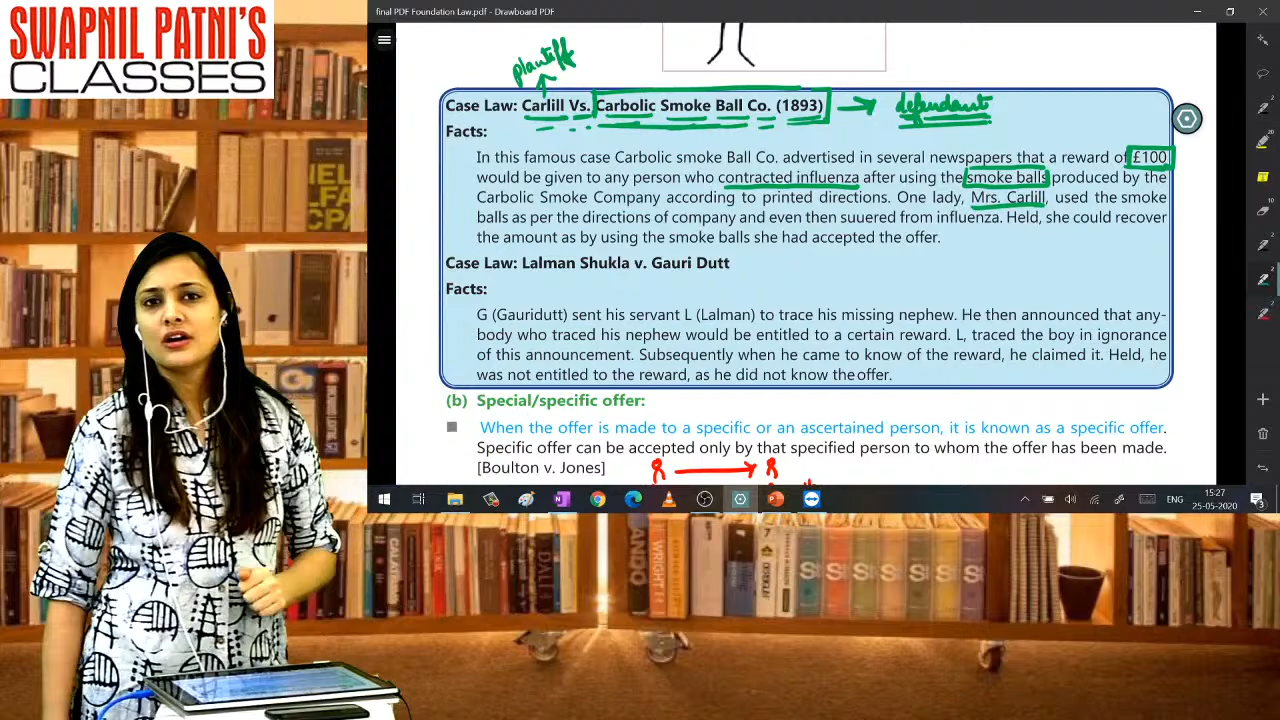 SWAPNIL PATNI'S
CLASSES
final PDF Foundation Law.pdf - Drawboard PDF
plantiff
Case Law: Carlill Vs. Carbolic Smoke Ball Co. (1893) → defendant
Facts:
In this famous case Carbolic smoke Ball Co. advertised in several newspapers that a reward of £100
would be given to any person who contracted influenza after using the smoke balls produced by the
Carbolic Smoke Company according to printed directions. One lady, Mrs. Carlill, used the smoke
balls as per the directions of company and even then suuered from influenza. Held, she could recover
the amount as by using the smoke balls she had accepted the offer.
Case Law: Lalman Shukla v. Gauri Dutt
Facts:
G (Gauridutt) sent his servant L (Lalman) to trace his missing nephew. He then announced that any-
body who traced his nephew would be entitled to a certain reward. L, traced the boy in ignorance
of this announcement. Subsequently when he came to know of the reward, he claimed it. Held, he
was not entitled to the reward, as he did not know theoffer.
(b) Special/specific offer:
When the offer is made to a specific or an ascertained person, it is known as a specific offer.
Specific offer can be accepted only by that specified person to whom the offer has been made.
[Boulton v. Jones]
ENG
15:27
25-05-2020